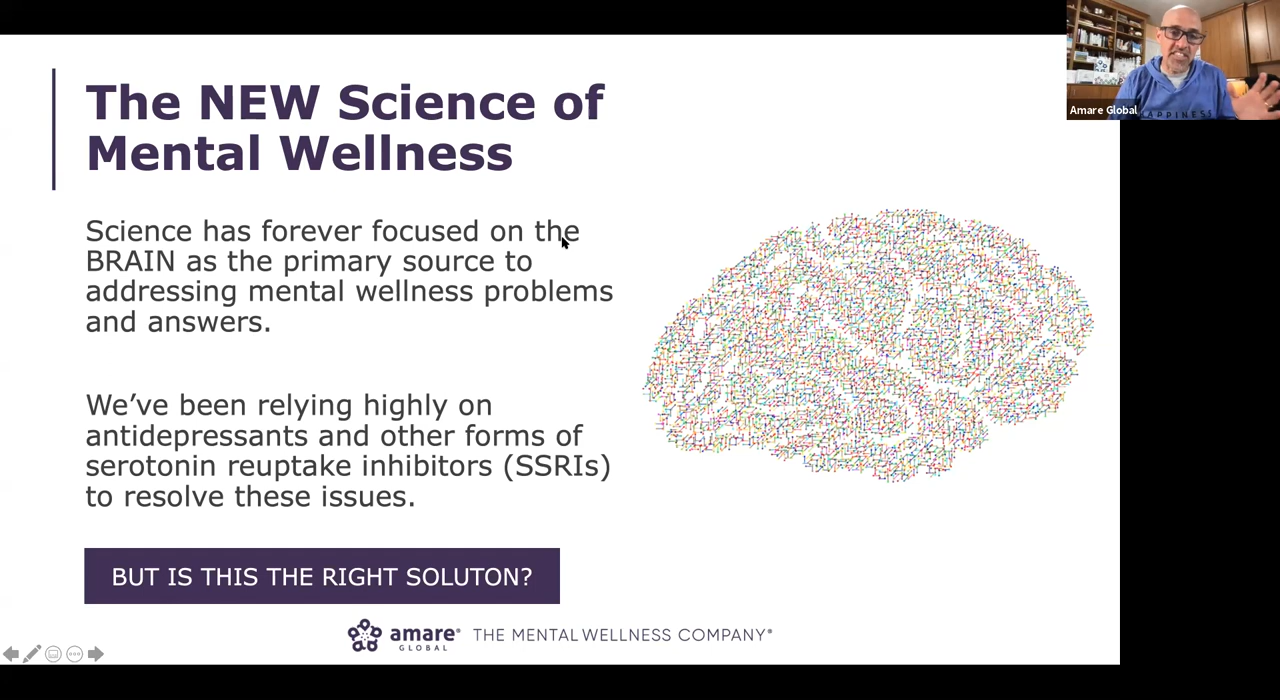 Amare Global
APPINESS
The NEW Science of
Mental Wellness
Science has forever focused on the
BRAIN as the primary source to
addressing mental wellness problems
and answers.
We’ve been relying highly on
antidepressants and other forms of
serotonin reuptake inhibitors (SSRIs)
to resolve these issues.
BUT IS THIS THE RIGHT SOLUTON?
amare® THE MENTAL WELLNESS COMPANY®
GLOBAL